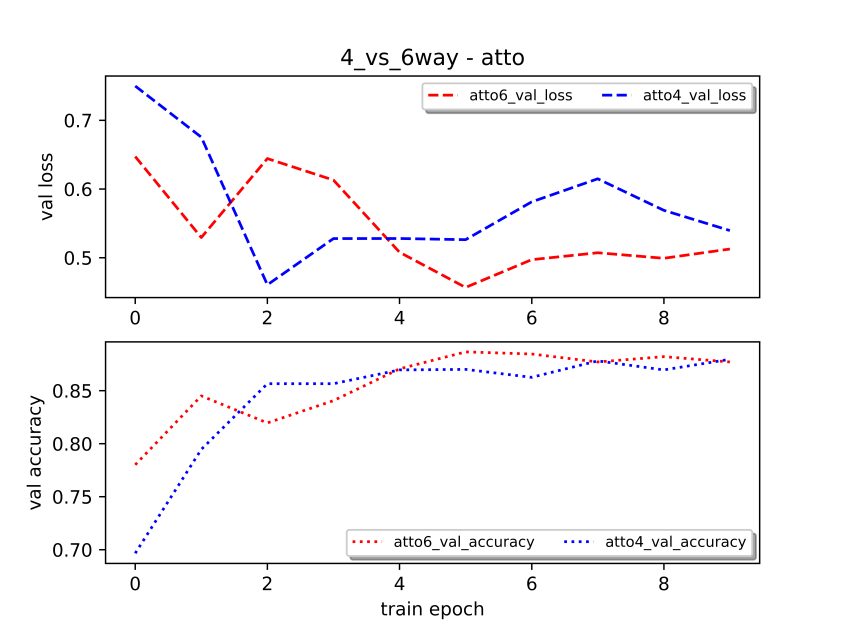 4_vs_6way - atto
atto6_val_loss atto4_val_loss
val loss
0.7
0.6
0.5
0 2 4 6 8
val accuracy
0.85
0.80
0.75
0.70
atto6_val_accuracy atto4_val_accuracy
0 2 4 6 8
train epoch